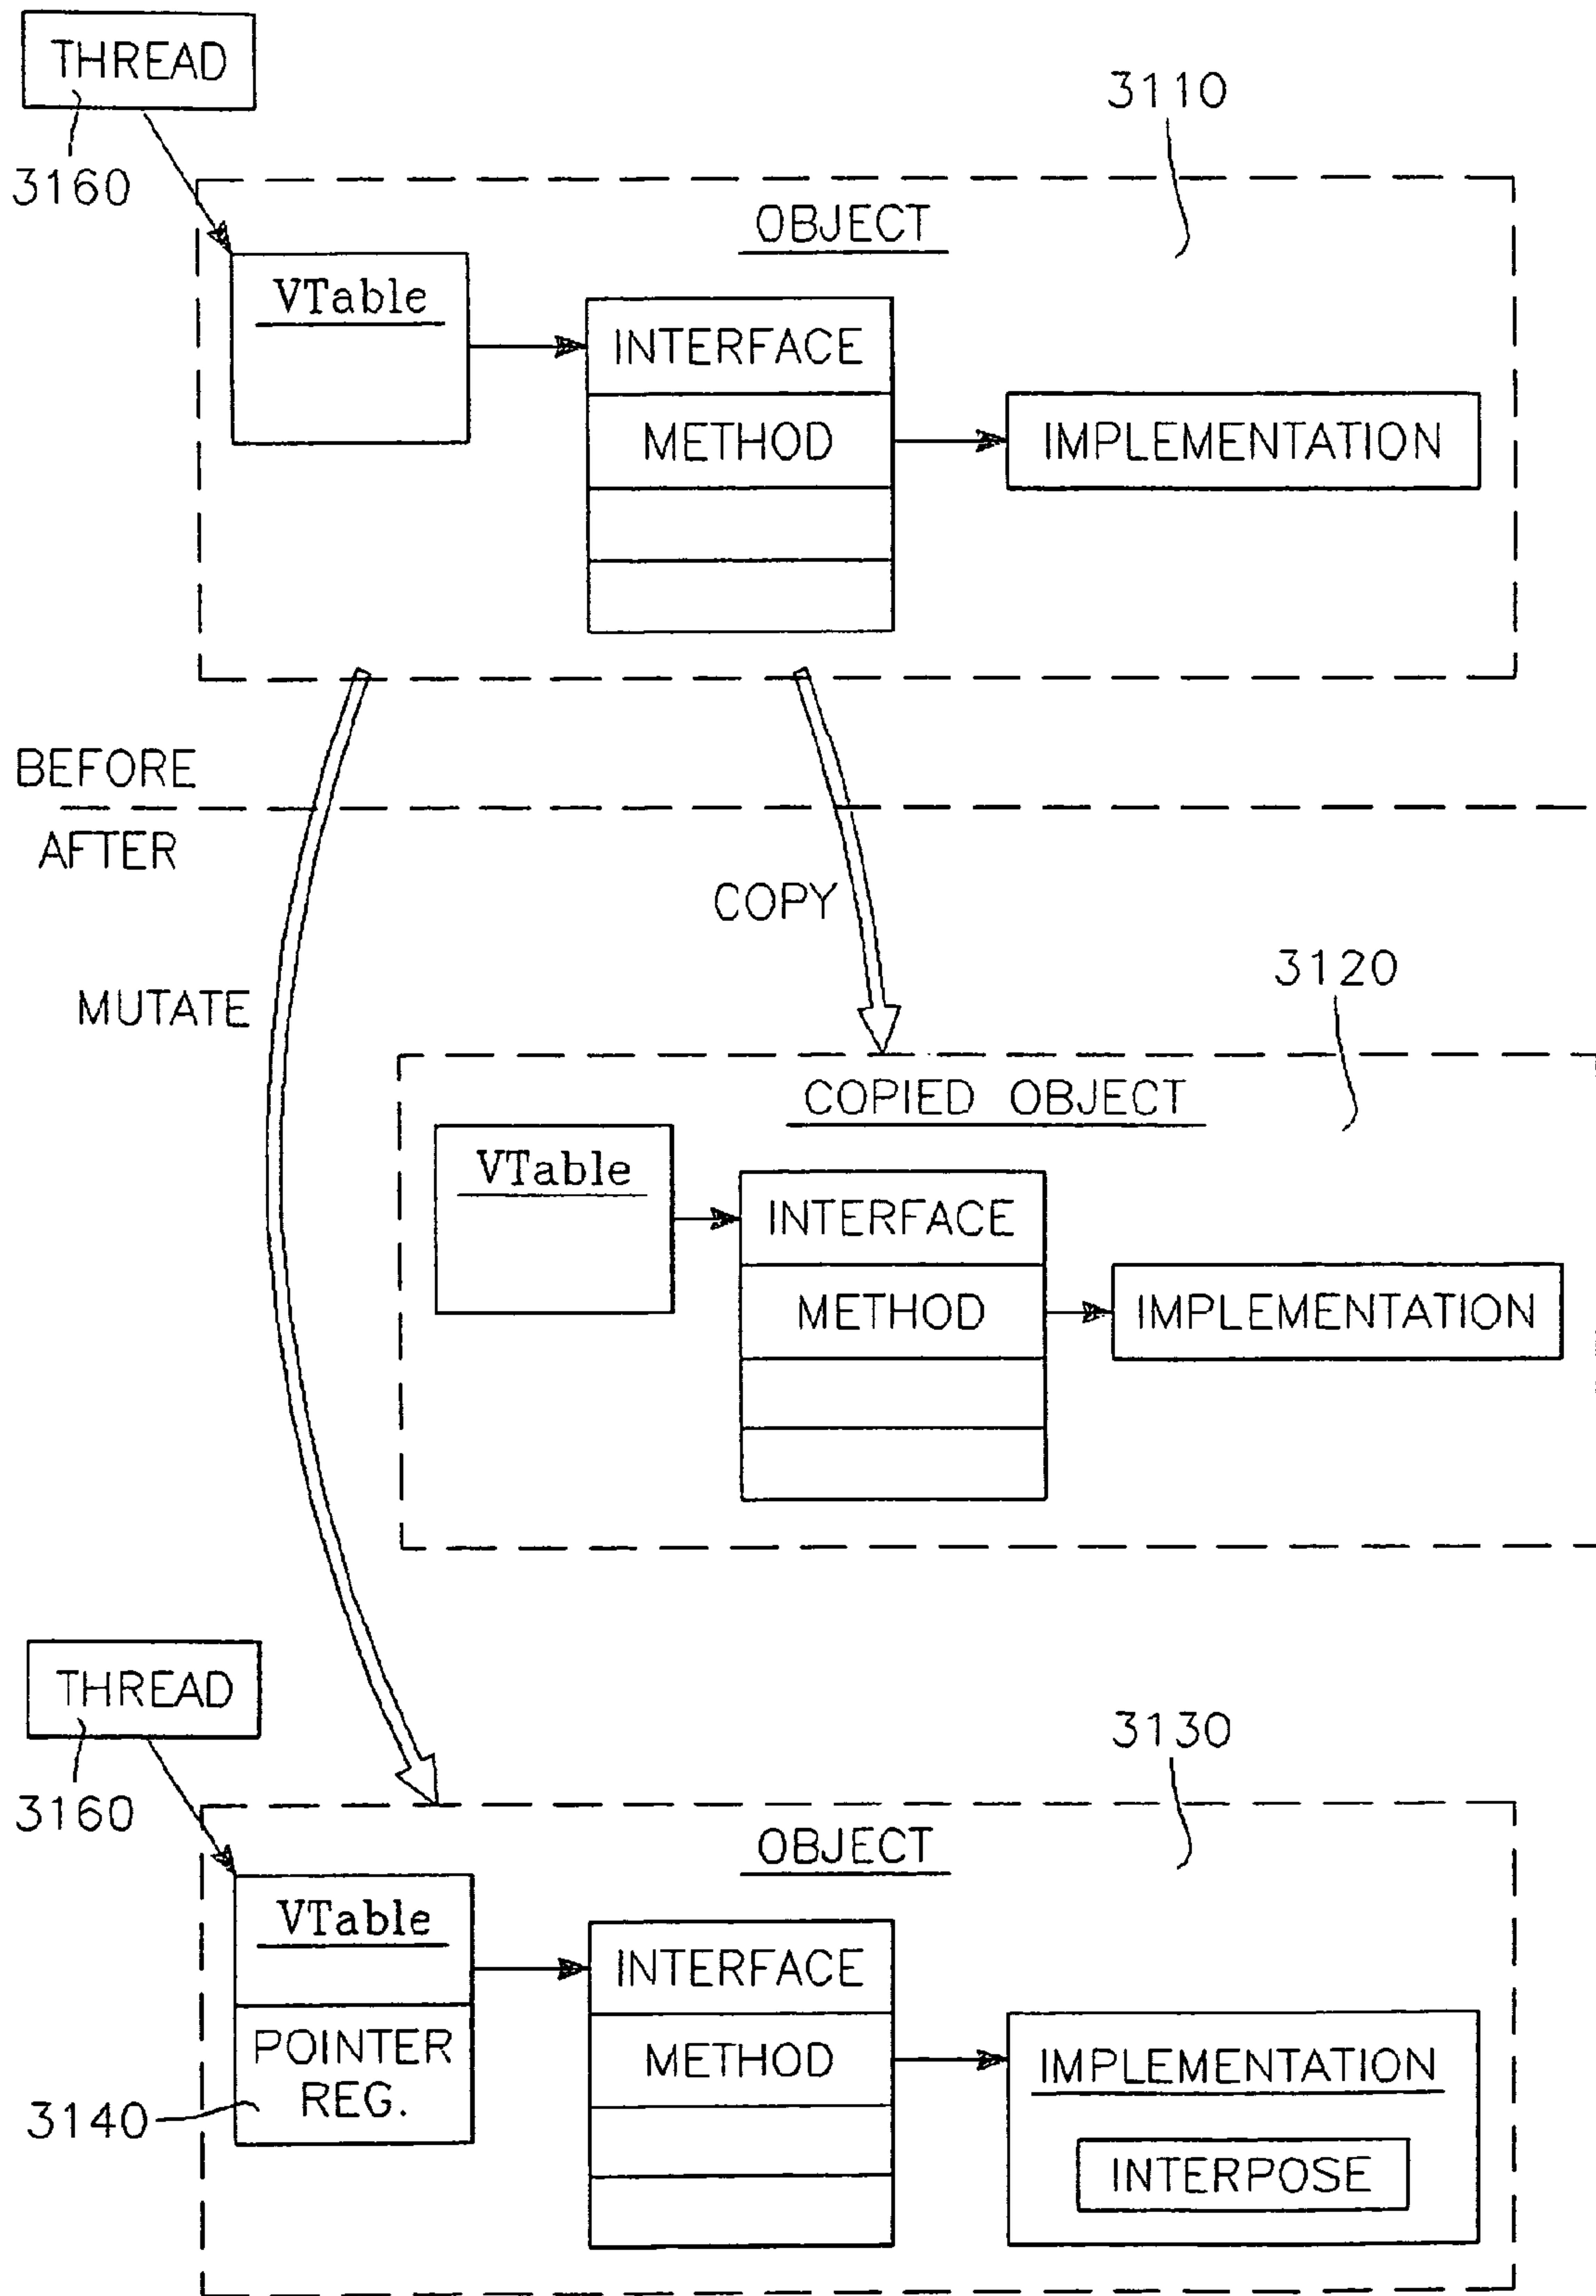 THREAD
3110
3160
OBJECT
VTable
INTERFACE
METHOD
IMPLEMENTATION
BEFORE
AFTER
COPY
MUTATE
3120
COPIED OBJECT
VTable
INTERFACE
METHOD
IMPLEMENTATION
THREAD
3130
3160
OBJECT
VTable
INTERFACE
POINTER
REG.
METHOD
IMPLEMENTATION
3140
INTERPOSE